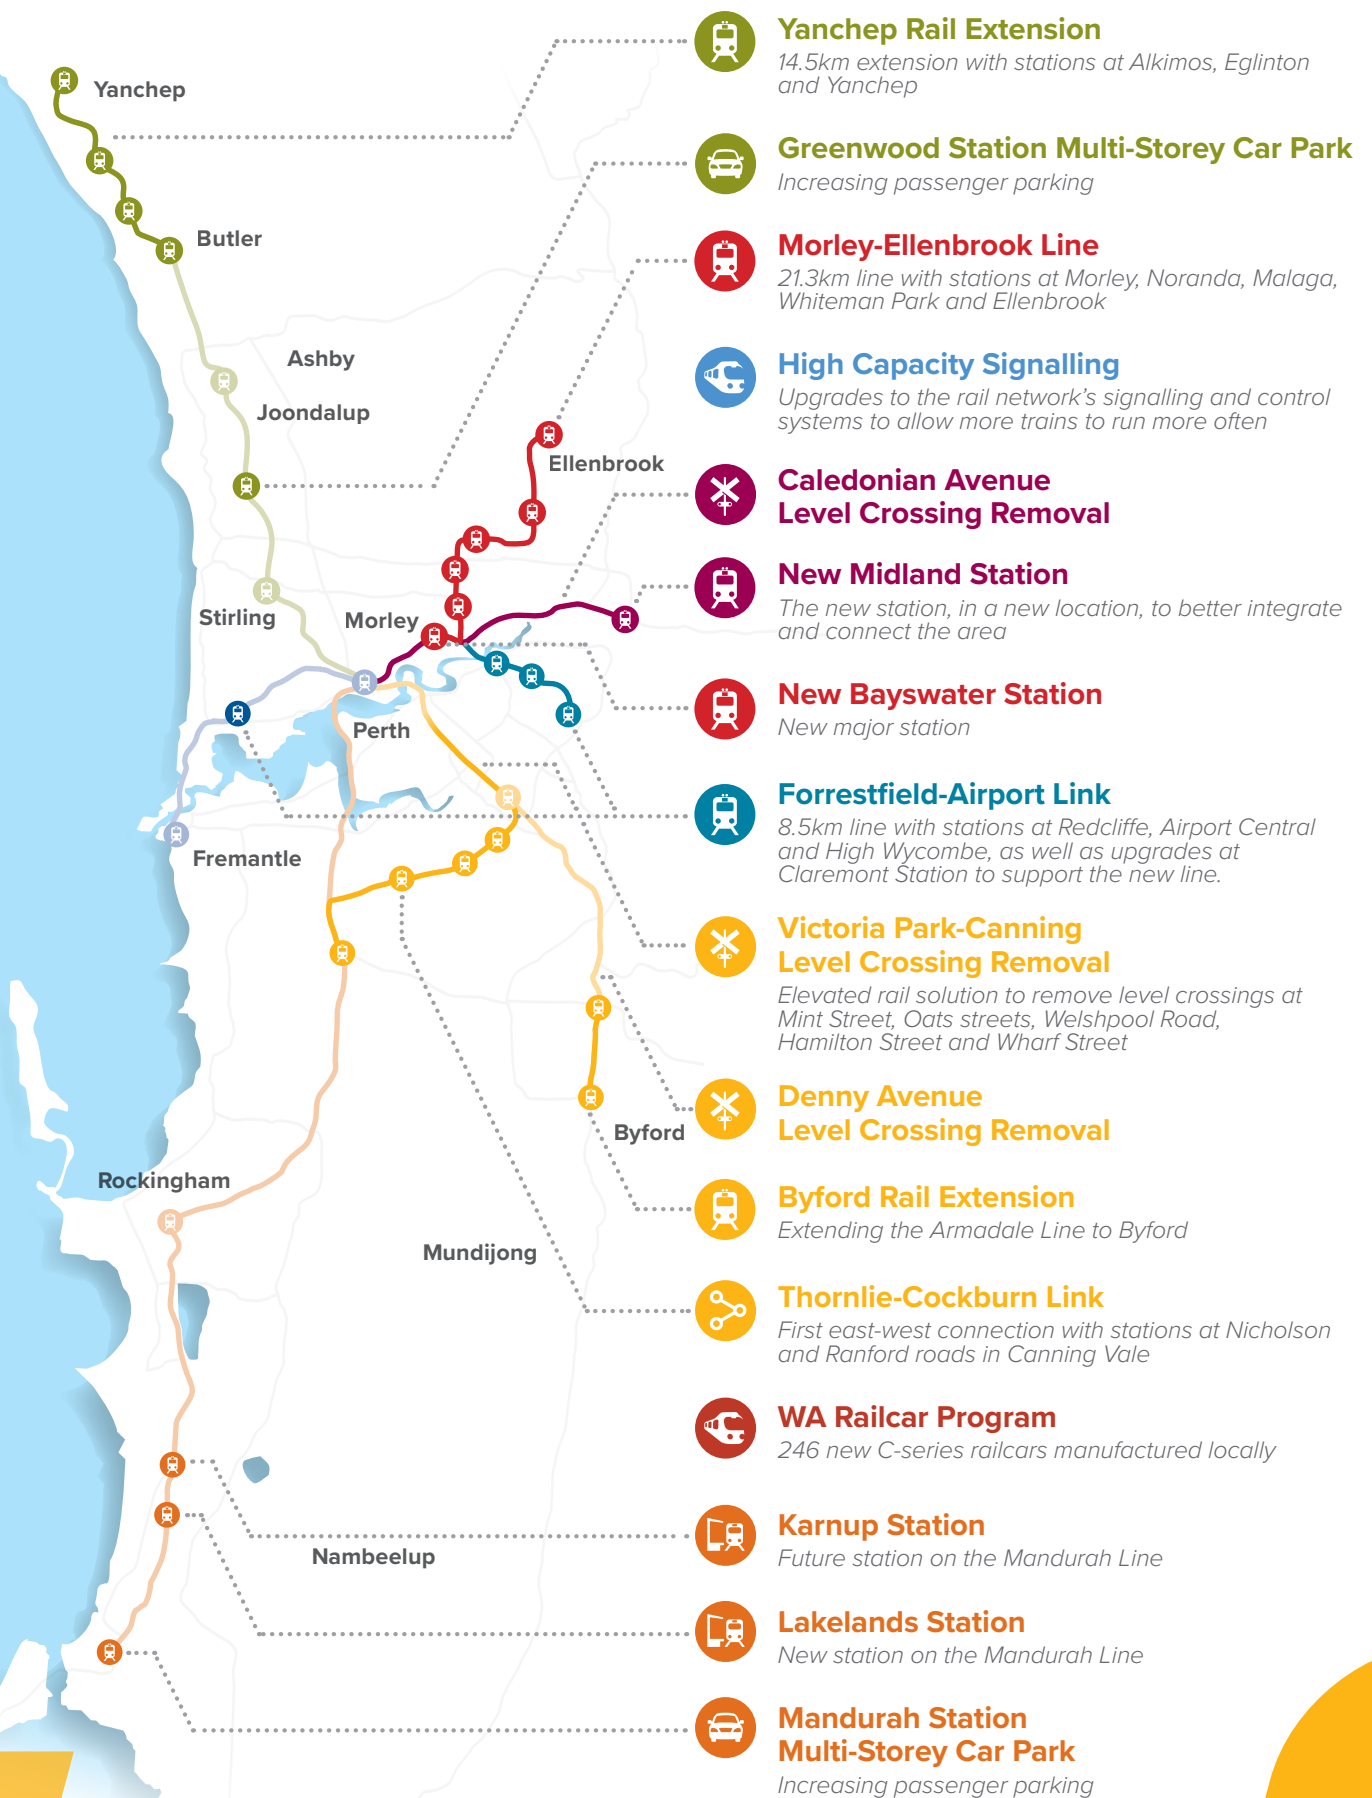 Yanchep
Butler
Ashby
Joondalup
Ellenbrook
Stirling
Morley
Perth
Fremantle
Byford
Rockingham
Mundijong
Nambeelup
Yanchep Rail Extension
14.5km extension with stations at Alkimos, Eglinton
and Yanchep
Greenwood Station Multi-Storey Car Park
Increasing passenger parking
Morley-Ellenbrook Line
21.3km line with stations at Morley, Noranda, Malaga,
Whiteman Park and Ellenbrook
High Capacity Signalling
Upgrades to the rail network's signalling and control
systems to allow more trains to run more often
Caledonian Avenue
Level Crossing Removal
New Midland Station
The new station, in a new location, to better integrate
and connect the area
New Bayswater Station
New major station
Forrestfield-Airport Link
8.5km line with stations at Redcliffe, Airport Central
and High Wycombe, as well as upgrades at
Claremont Station to support the new line.
Victoria Park-Canning
Level Crossing Removal
Elevated rail solution to remove level crossings at
Mint Street, Oats streets, Welshpool Road,
Hamilton Street and Wharf Street
Denny Avenue
Level Crossing Removal
Byford Rail Extension
Extending the Armadale Line to Byford
Thornlie-Cockburn Link
First east-west connection with stations at Nicholson
and Ranford roads in Canning Vale
WA Railcar Program
246 new C-series railcars manufactured locally
Karnup Station
Future station on the Mandurah Line
Lakelands Station
New station on the Mandurah Line
Mandurah Station
Multi-Storey Car Park
Increasing passenger parking